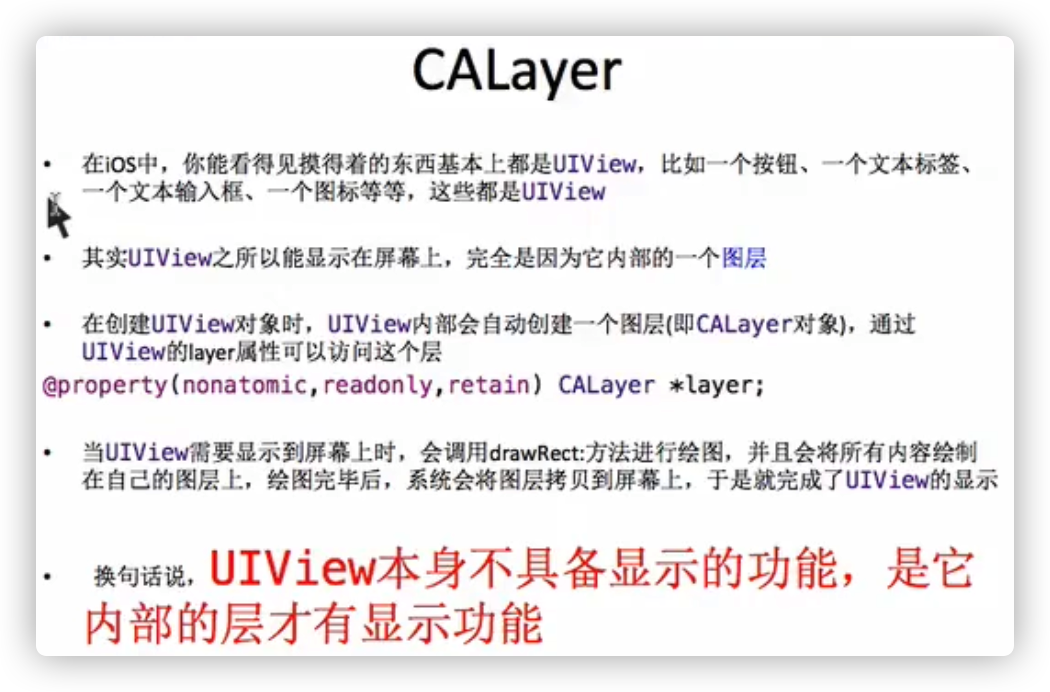 CALayer
• 在iOS中，你能看得见摸得着的东西基本上都是UIView，比如一个按钮、一个文本标签、
一个文本输入框、一个图标等等，这些都是UIView
• 其实UIView之所以能显示在屏幕上，完全是因为它内部的一个图层
• 在创建UIView对象时，UIView内部会自动创建一个图层(即CALayer对象)，通过
UIView的layer属性可以访问这个层
@property(nonatomic,readonly,retain) CALayer *layer;
• 当UIView需要显示到屏幕上时，会调用drawRect:方法进行绘图，并且会将所有内容绘制
在自己的图层上，绘图完毕后，系统会将图层拷贝到屏幕上，于是就完成了UIView的显示
• 换句话说，UIView本身不具备显示的功能，是它
内部的层才有显示功能